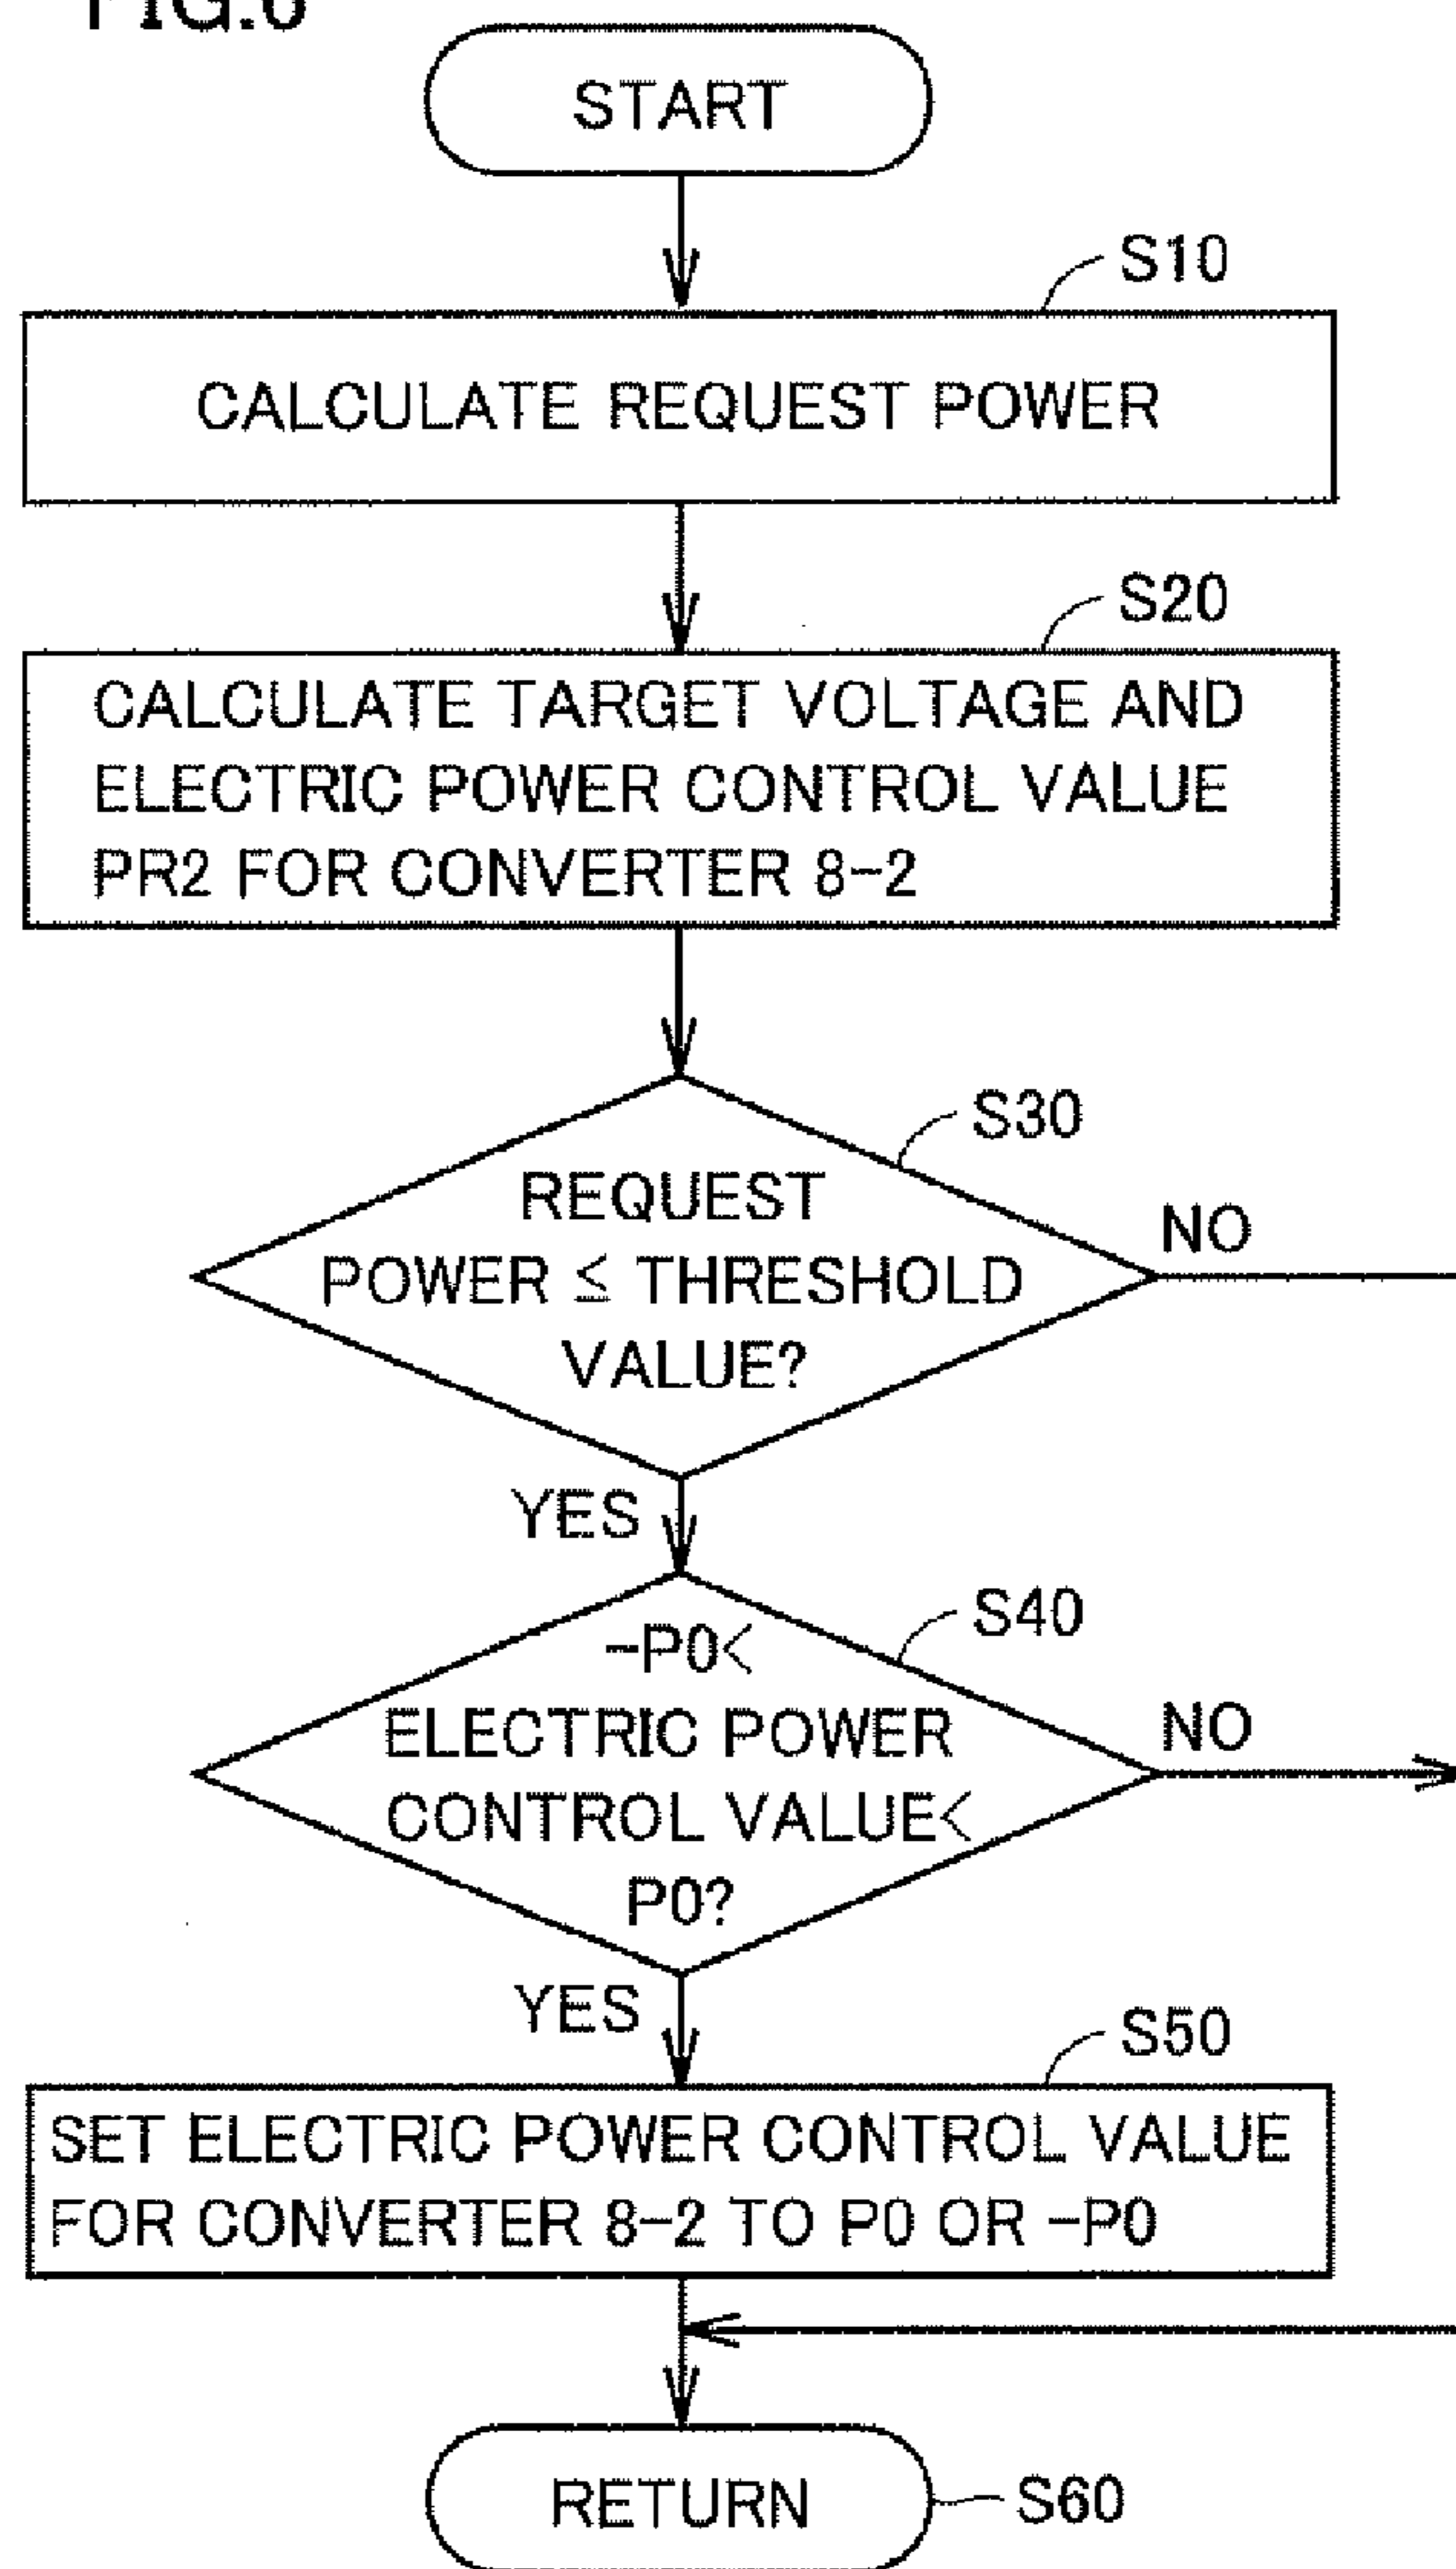 FIG.6
START
S10
CALCULATE REQUEST POWER
S20
CALCULATE TARGET VOLTAGE AND
ELECTRIC POWER CONTROL VALUE
PR2 FOR CONVERTER 8-2
S30
REQUEST
POWER ≤ THRESHOLD
VALUE?
NO
YES
S40
-P0<
ELECTRIC POWER
CONTROL VALUE<
P0?
NO
YES
S50
SET ELECTRIC POWER CONTROL VALUE
FOR CONVERTER 8-2 TO P0 OR -P0
RETURN
S60